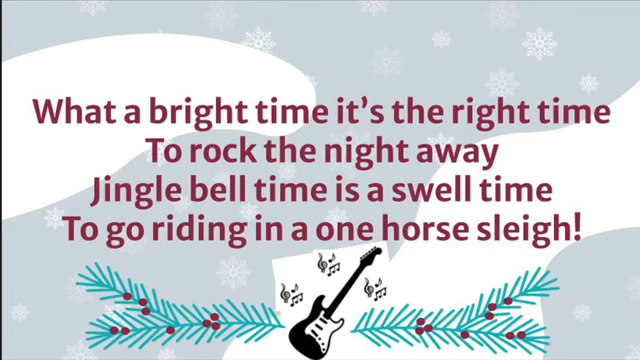 What a bright time it's the right time
To rock the night away
Jingle bell time is a swell time
To go riding in a one horse sleigh!